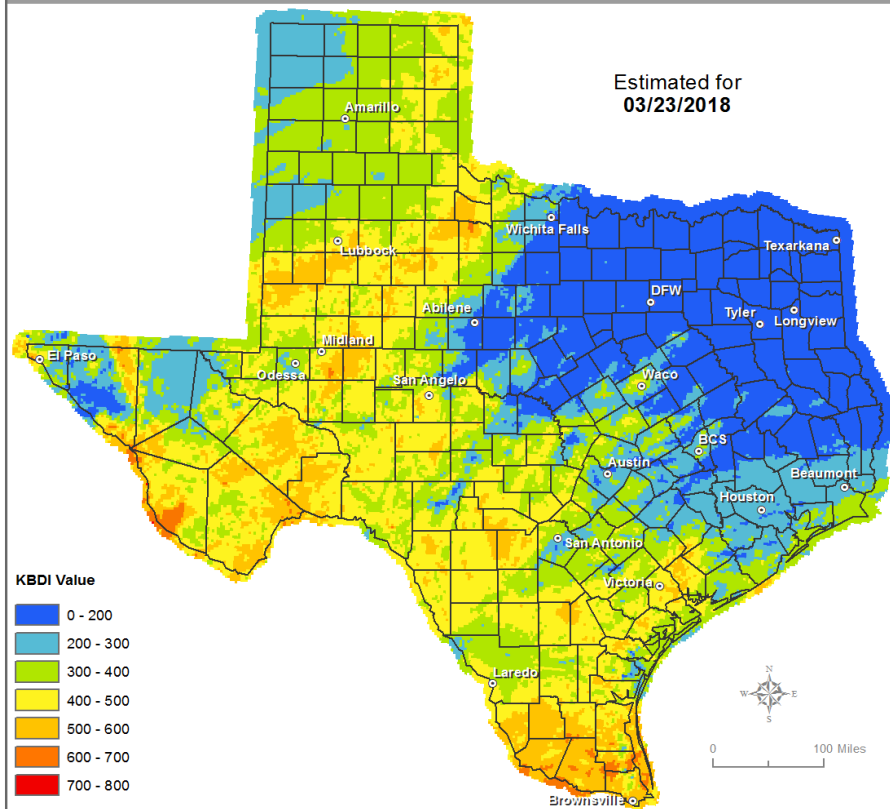 Estimated for
03/23/2018
Amarillo
Wichita Falls
Texarkana
Lubbock
DFW
Abilene
Tyler
Longview
Midland
El Paso
Odessa
San Angelo
Waco
BCS
Austin
Beaumont
Houston
San Antonio
Victoria
Laredo
Brownsville
KBDI Value
0 - 200
200 - 300
300 - 400
400 - 500
500 - 600
600 - 700
700 - 800
N
W E
S
0 100 Miles